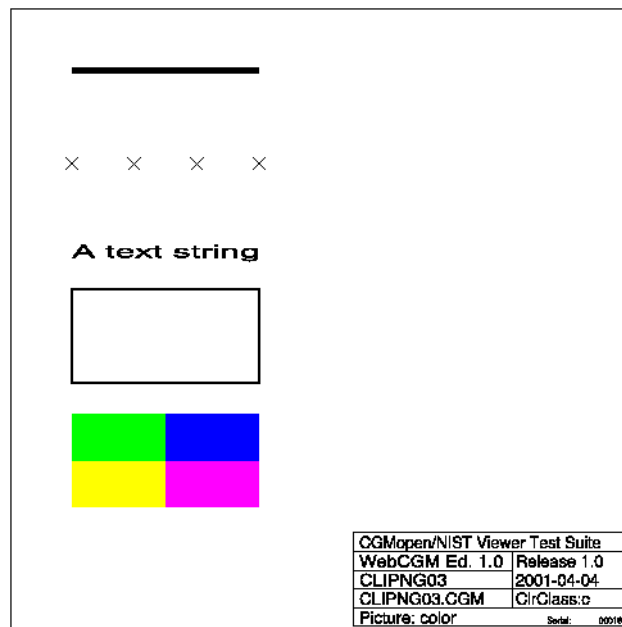 A text string
CGMopen/NIST Viewer Test Suite
WebCGM Ed. 1.0 Release 1.0
CLIPNG03 2001-04-04
CLIPNG03.CGM ClrClass:c
Picture: color Serial: